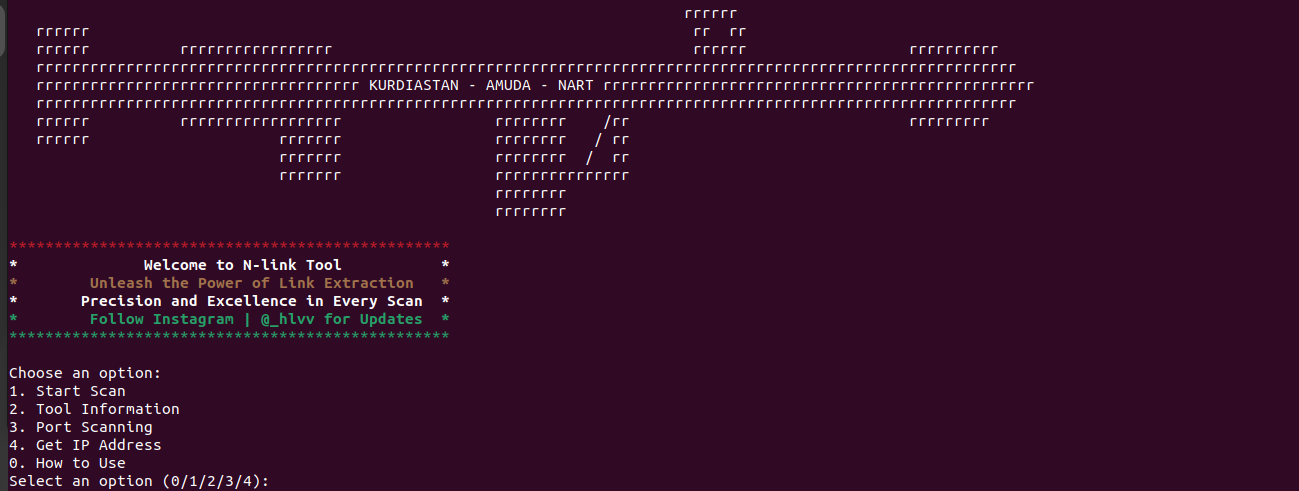 rrrrrr
rrrrrr rr rr
rrrrrr rrrrrrrrrrrrrrrrr rrrrrr rrrrrrrrrr
rrrrrrrrrrrrrrrrrrrrrrrrrrrrrrrrrrrrrrrrrrrrrrrrrrrrrrrrrrrrrrrrrrrrrrrrrrrrrrrrrrrrrrrrrrrrrrrrrrrrrrrrrrrrr
rrrrrrrrrrrrrrrrrrrrrrrrrrrrrrrrrrrr KURDIASTAN - AMUDA - NART rrrrrrrrrrrrrrrrrrrrrrrrrrrrrrrrrrrrrrrrrrrrrrrr
rrrrrrrrrrrrrrrrrrrrrrrrrrrrrrrrrrrrrrrrrrrrrrrrrrrrrrrrrrrrrrrrrrrrrrrrrrrrrrrrrrrrrrrrrrrrrrrrrrrrrrrrrrrrr
rrrrrr rrrrrrrrrrrrrrrrrr rrrrrrrr /rr rrrrrrrrr
rrrrrr rrrrrrr rrrrrrrr / rr
rrrrrrr rrrrrrrr / rr
rrrrrrr rrrrrrrrrrrrrrr
rrrrrrrr
rrrrrrrr
*************************************************
* Welcome to N-link Tool *
* Unleash the Power of Link Extraction *
* Precision and Excellence in Every Scan *
* Follow Instagram | @_hlvv for Updates *
*************************************************
Choose an option:
1. Start Scan
2. Tool Information
3. Port Scanning
4. Get IP Address
0. How to Use
Select an option (0/1/2/3/4):